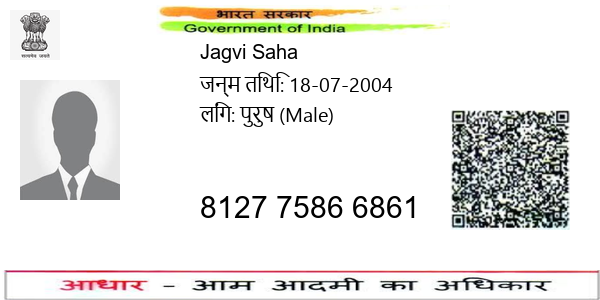 भारत सरकार
Government of India
सत्यमेव जयते
Jagvi Saha
जन्म तिथि: 18-07-2004
लिंग: पुरुष (Male)
8127 7586 6861
आधार - आम आदमी का अधिकार